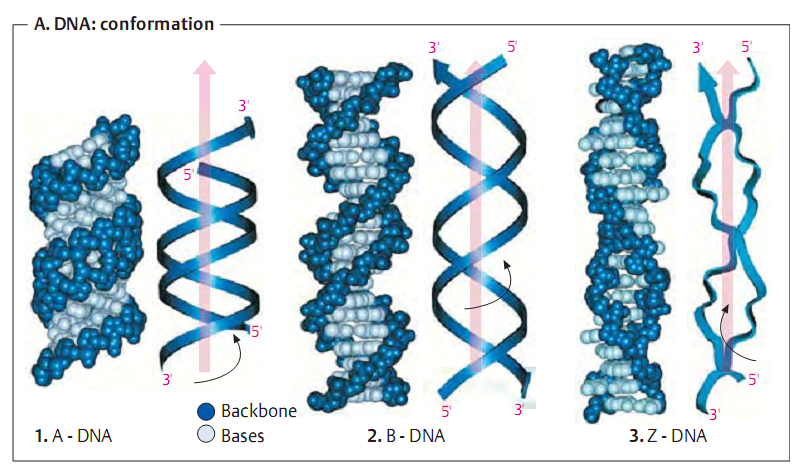 A. DNA: conformation
3'
5'
5'
3'
3'
5'
5'
3'
3'
5'
5'
3'
Backbone
Bases
1. A - DNA
2. B - DNA
3. Z - DNA